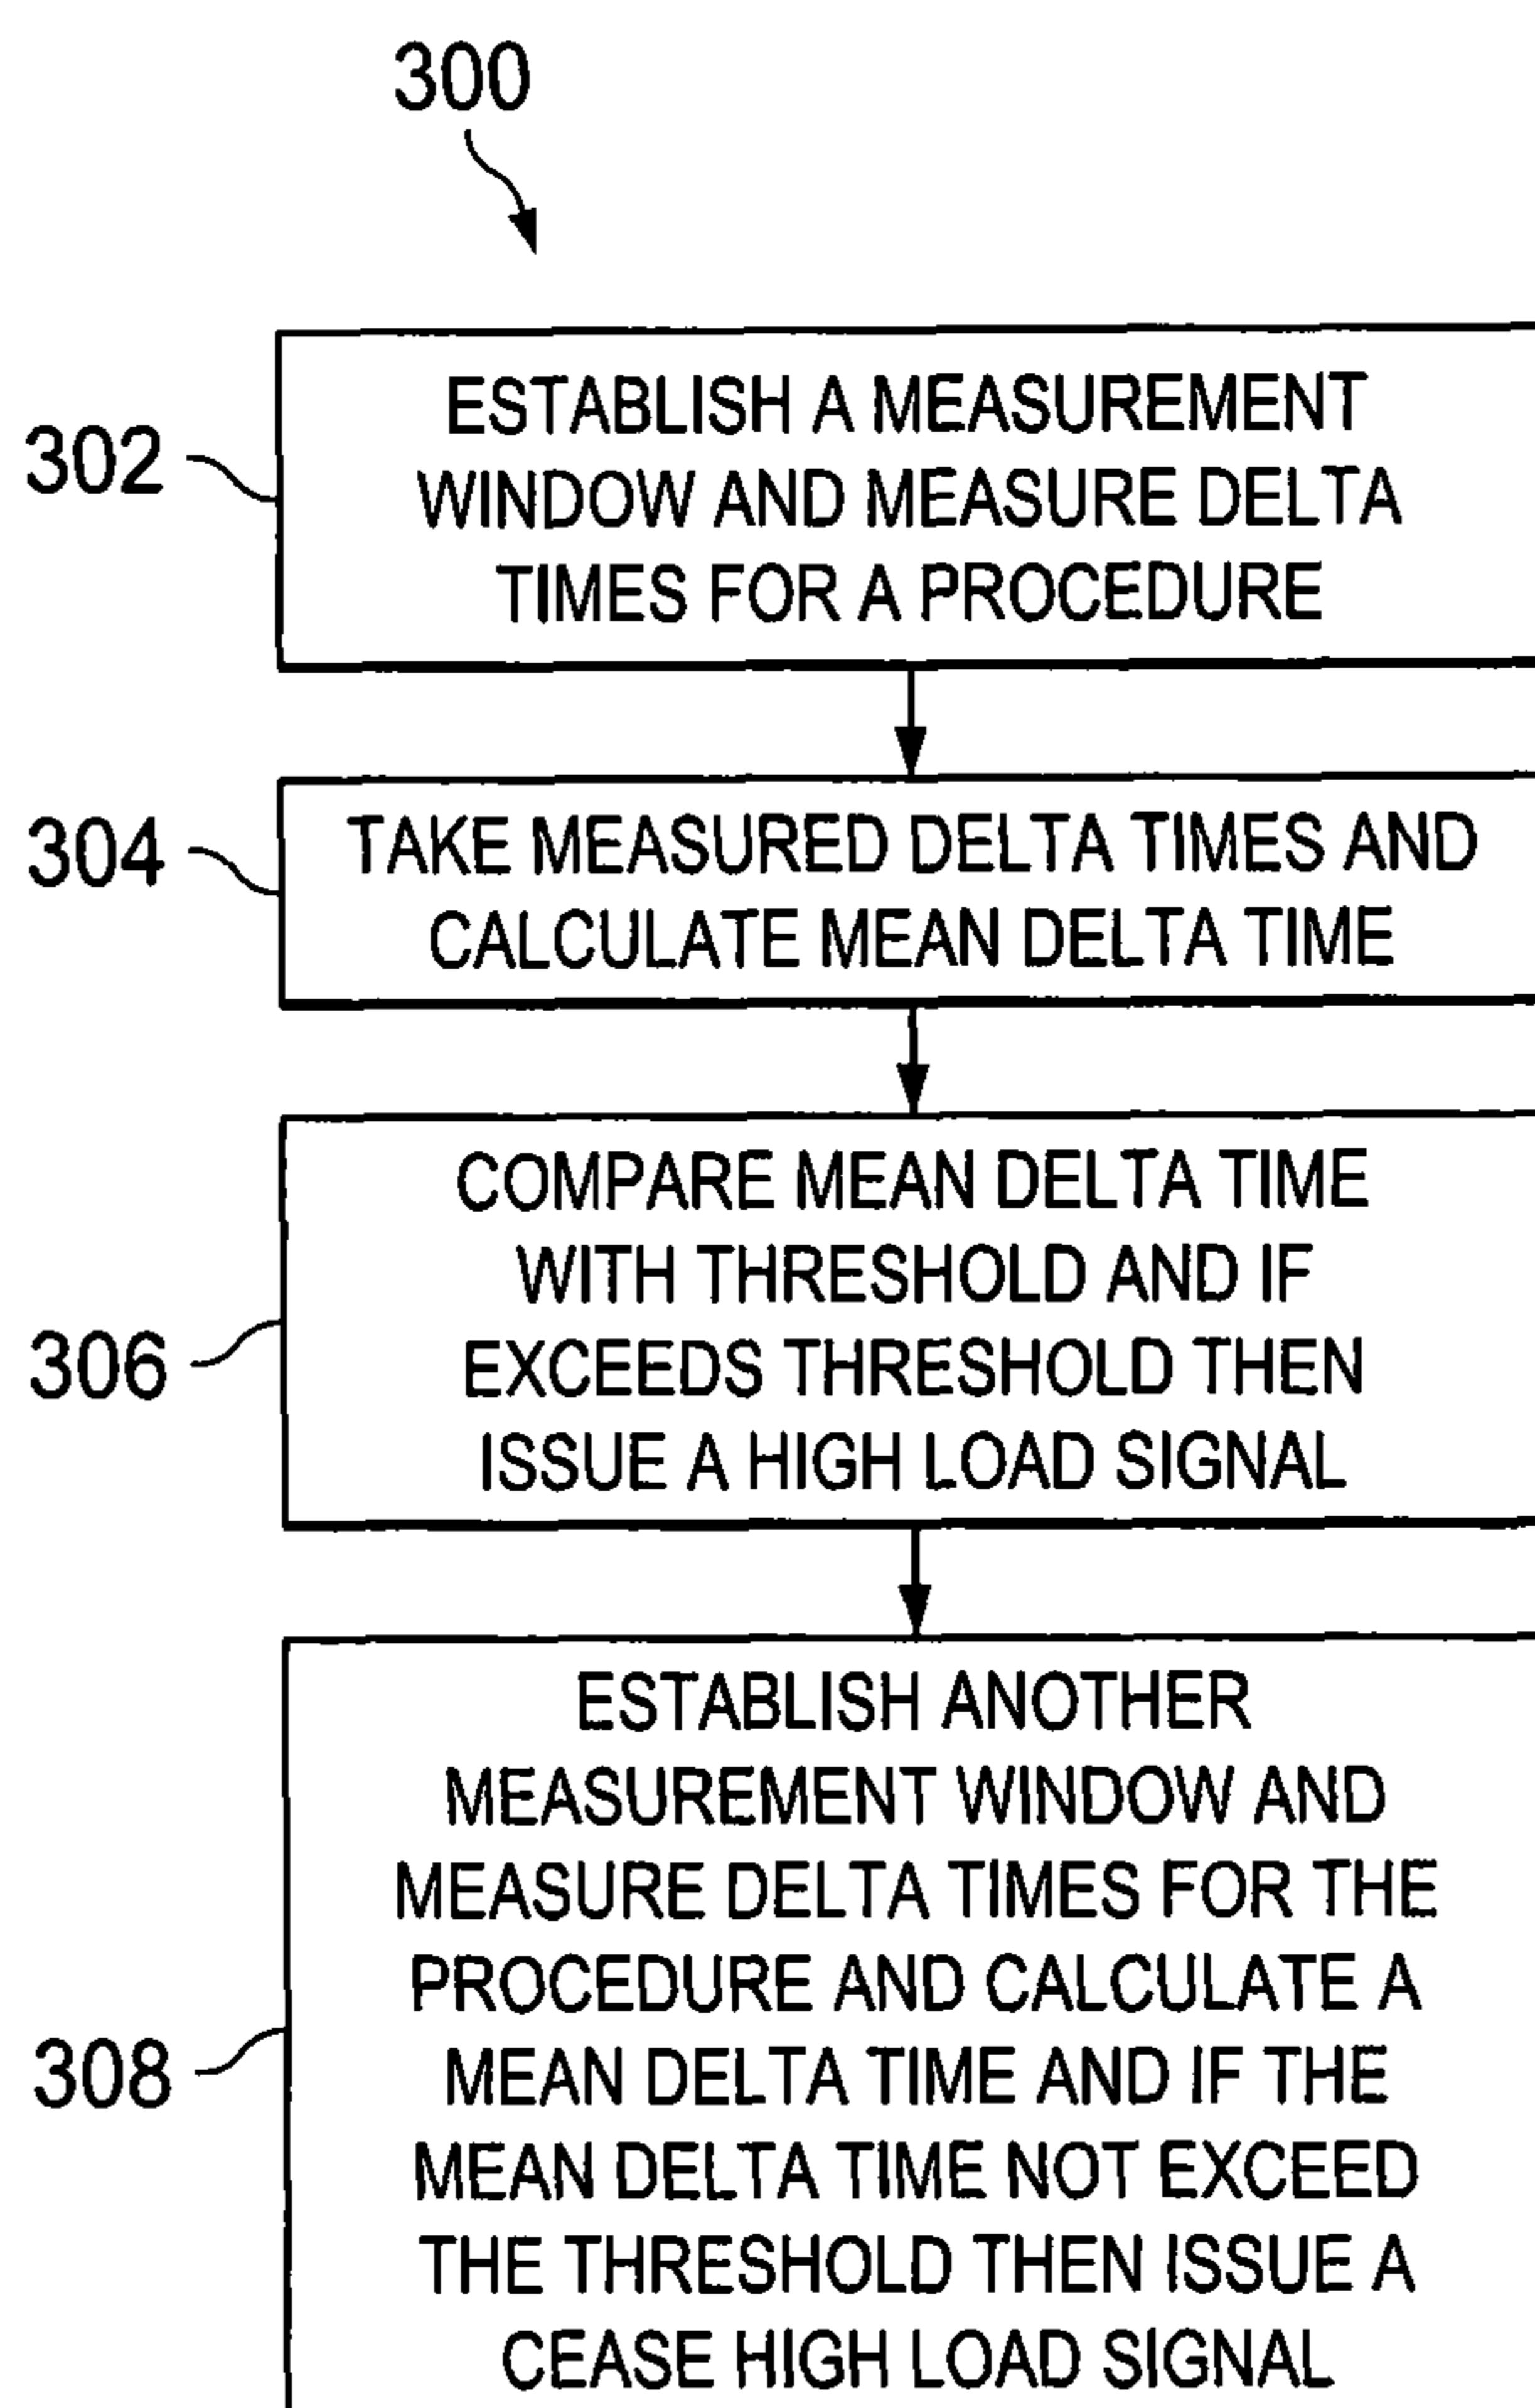 300
302
ESTABLISH A MEASUREMENT
WINDOW AND MEASURE DELTA
TIMES FOR A PROCEDURE
304
TAKE MEASURED DELTA TIMES AND
CALCULATE MEAN DELTA TIME
306
COMPARE MEAN DELTA TIME
WITH THRESHOLD AND IF
EXCEEDS THRESHOLD THEN
ISSUE A HIGH LOAD SIGNAL
308
ESTABLISH ANOTHER
MEASUREMENT WINDOW AND
MEASURE DELTA TIMES FOR THE
PROCEDURE AND CALCULATE A
MEAN DELTA TIME AND IF THE
MEAN DELTA TIME NOT EXCEED
THE THRESHOLD THEN ISSUE A
CEASE HIGH LOAD SIGNAL